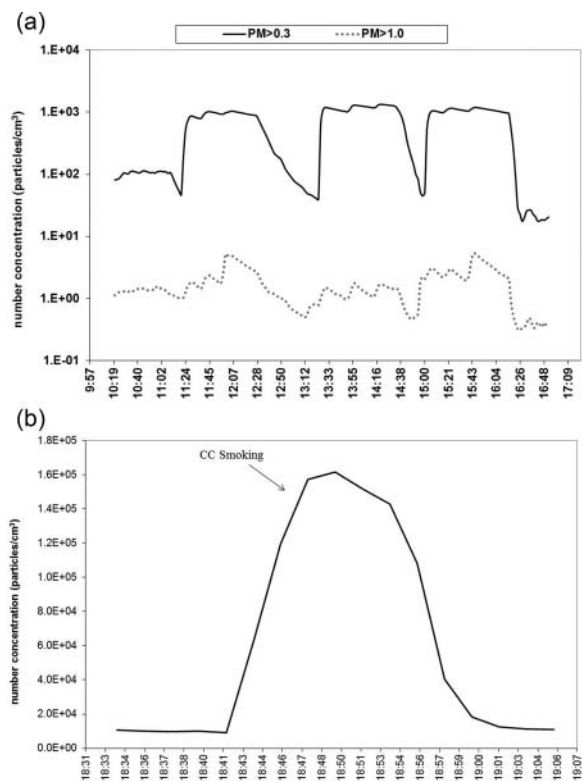 (a)
PM>0.3 PM>1.0
1.E+04
1.E+03
1.E+02
1.E+01
1.E+00
1.E-01
number concentration (particles/cm³)
9:57 10:19 10:40 11:02 11:24 11:45 12:07 12:28 12:50 13:12 13:33 13:55 14:16 14:38 15:00 15:21 15:43 16:04 16:26 16:48 17:09
(b)
CC Smoking
1.8E+05
1.6E+05
1.4E+05
1.2E+05
1.0E+05
8.0E+04
6.0E+04
4.0E+04
2.0E+04
0.0E+00
number concentration (particles/cm³)
18:31 18:33 18:34 18:36 18:37 18:39 18:40 18:41 18:43 18:44 18:46 18:47 18:48 18:50 18:51 18:53 18:54 18:56 18:57 18:59 19:00 19:01 19:03 19:04 19:06 19:07